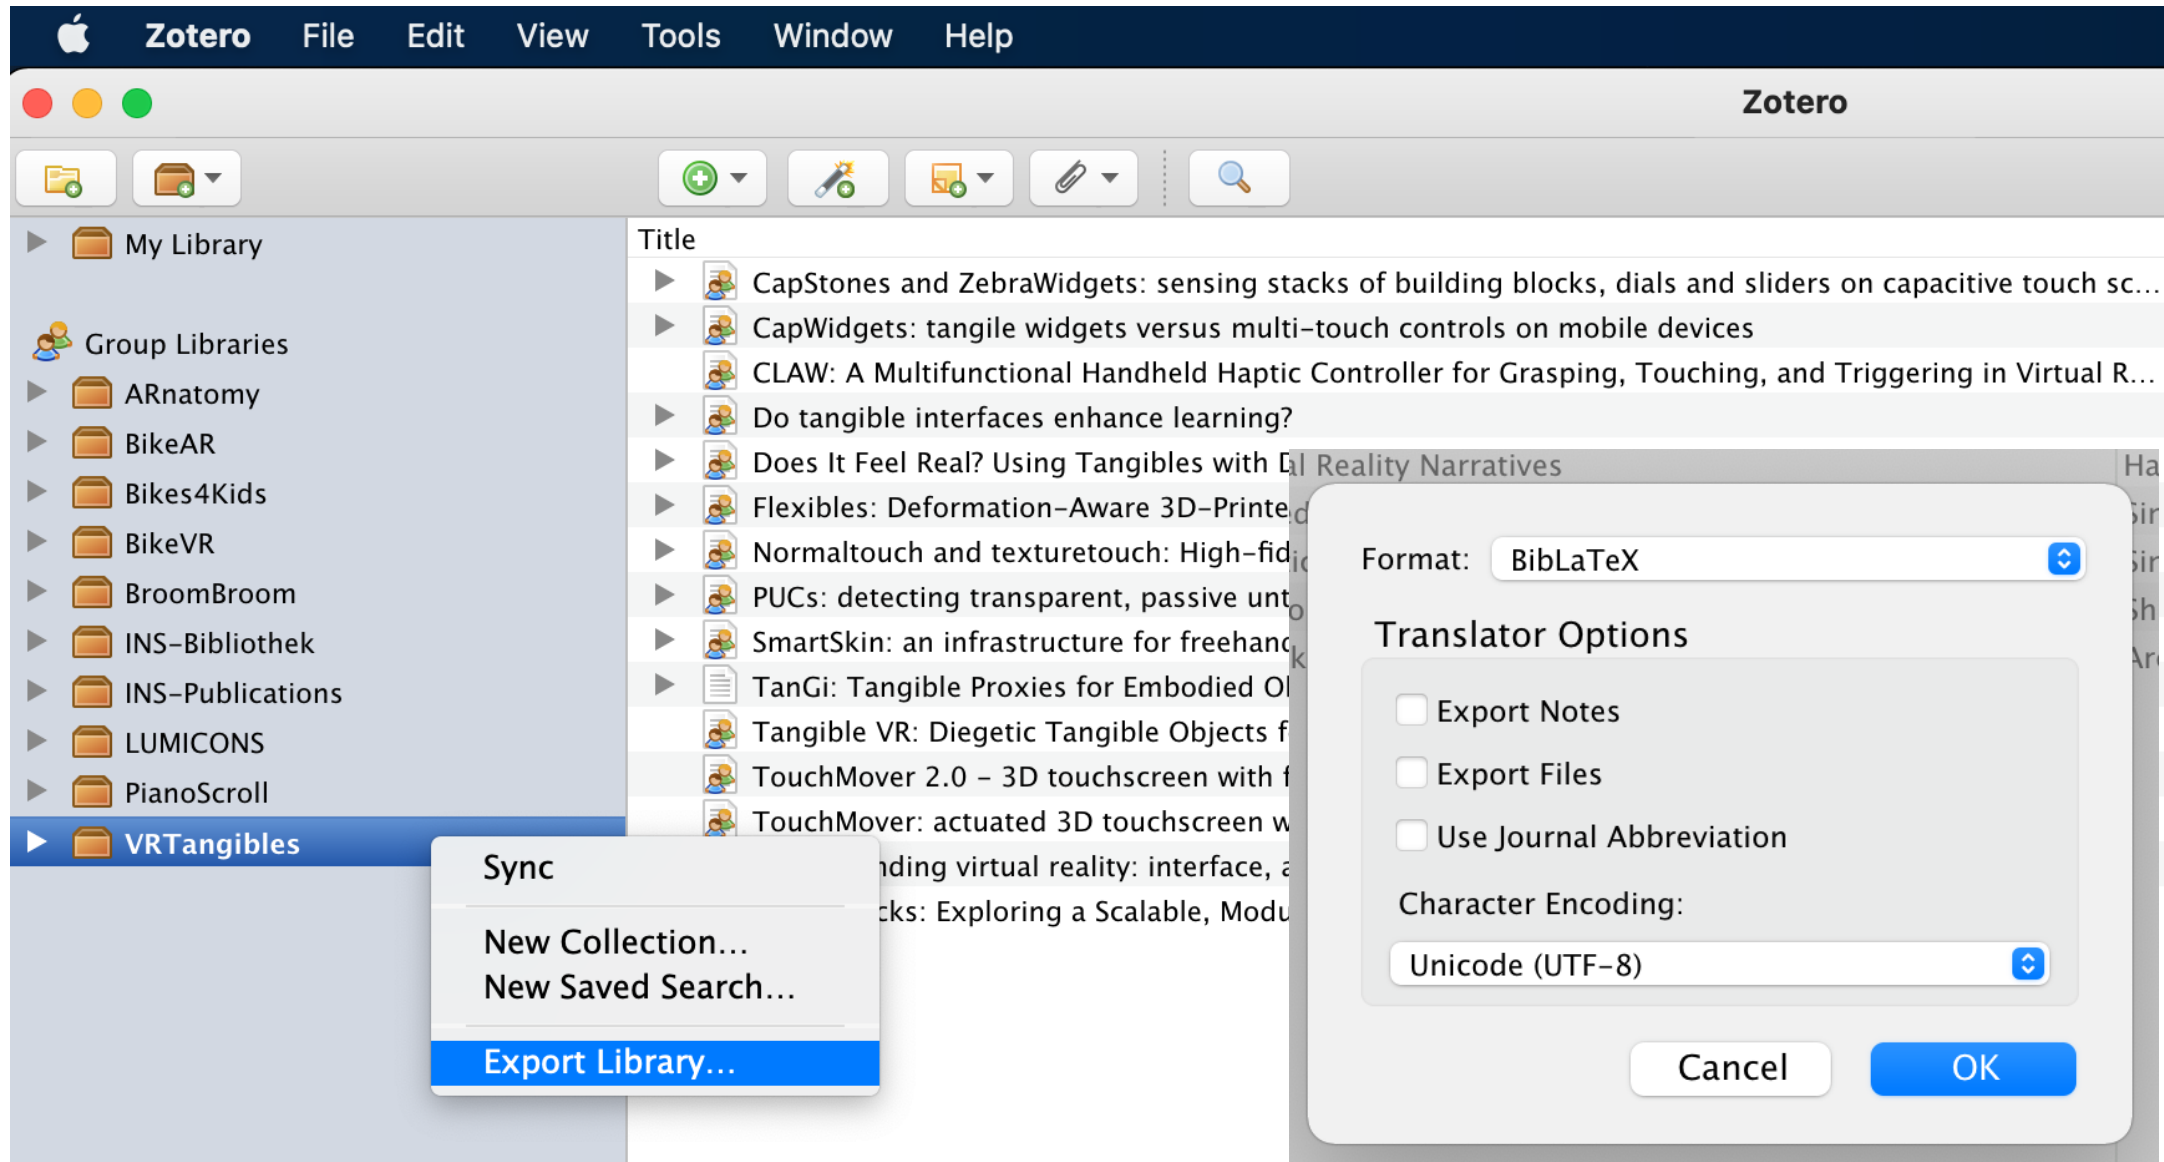 Zotero File Edit View Tools Window Help
Zotero
My Library
Group Libraries
ARnatomy
BikeAR
Bikes4Kids
BikeVR
BroomBroom
INS-Bibliothek
INS-Publications
LUMICONS
PianoScroll
VRTangibles
Title
CapStones and ZebraWidgets: sensing stacks of building blocks, dials and sliders on capacitive touch sc...
CapWidgets: tangile widgets versus multi-touch controls on mobile devices
CLAW: A Multifunctional Handheld Haptic Controller for Grasping, Touching, and Triggering in Virtual R...
Do tangible interfaces enhance learning?
Does It Feel Real? Using Tangibles with
Flexibles: Deformation-Aware 3D-Printe
Normaltouch and texturetouch: High-fid
PUCs: detecting transparent, passive unt
SmartSkin: an infrastructure for freehand
TanGi: Tangible Proxies for Embodied
Tangible VR: Diegetic Tangible Objects f
TouchMover 2.0 – 3D touchscreen with f
TouchMover: actuated 3D touchscreen w
nding virtual reality: interface, a
cks: Exploring a Scalable, Modu
Sync
New Collection...
New Saved Search...
Export Library...
al Reality Narratives
Ha
Format: BibLaTeX
Translator Options
Export Notes
Export Files
Use Journal Abbreviation
Character Encoding:
Unicode (UTF-8)
Cancel OK